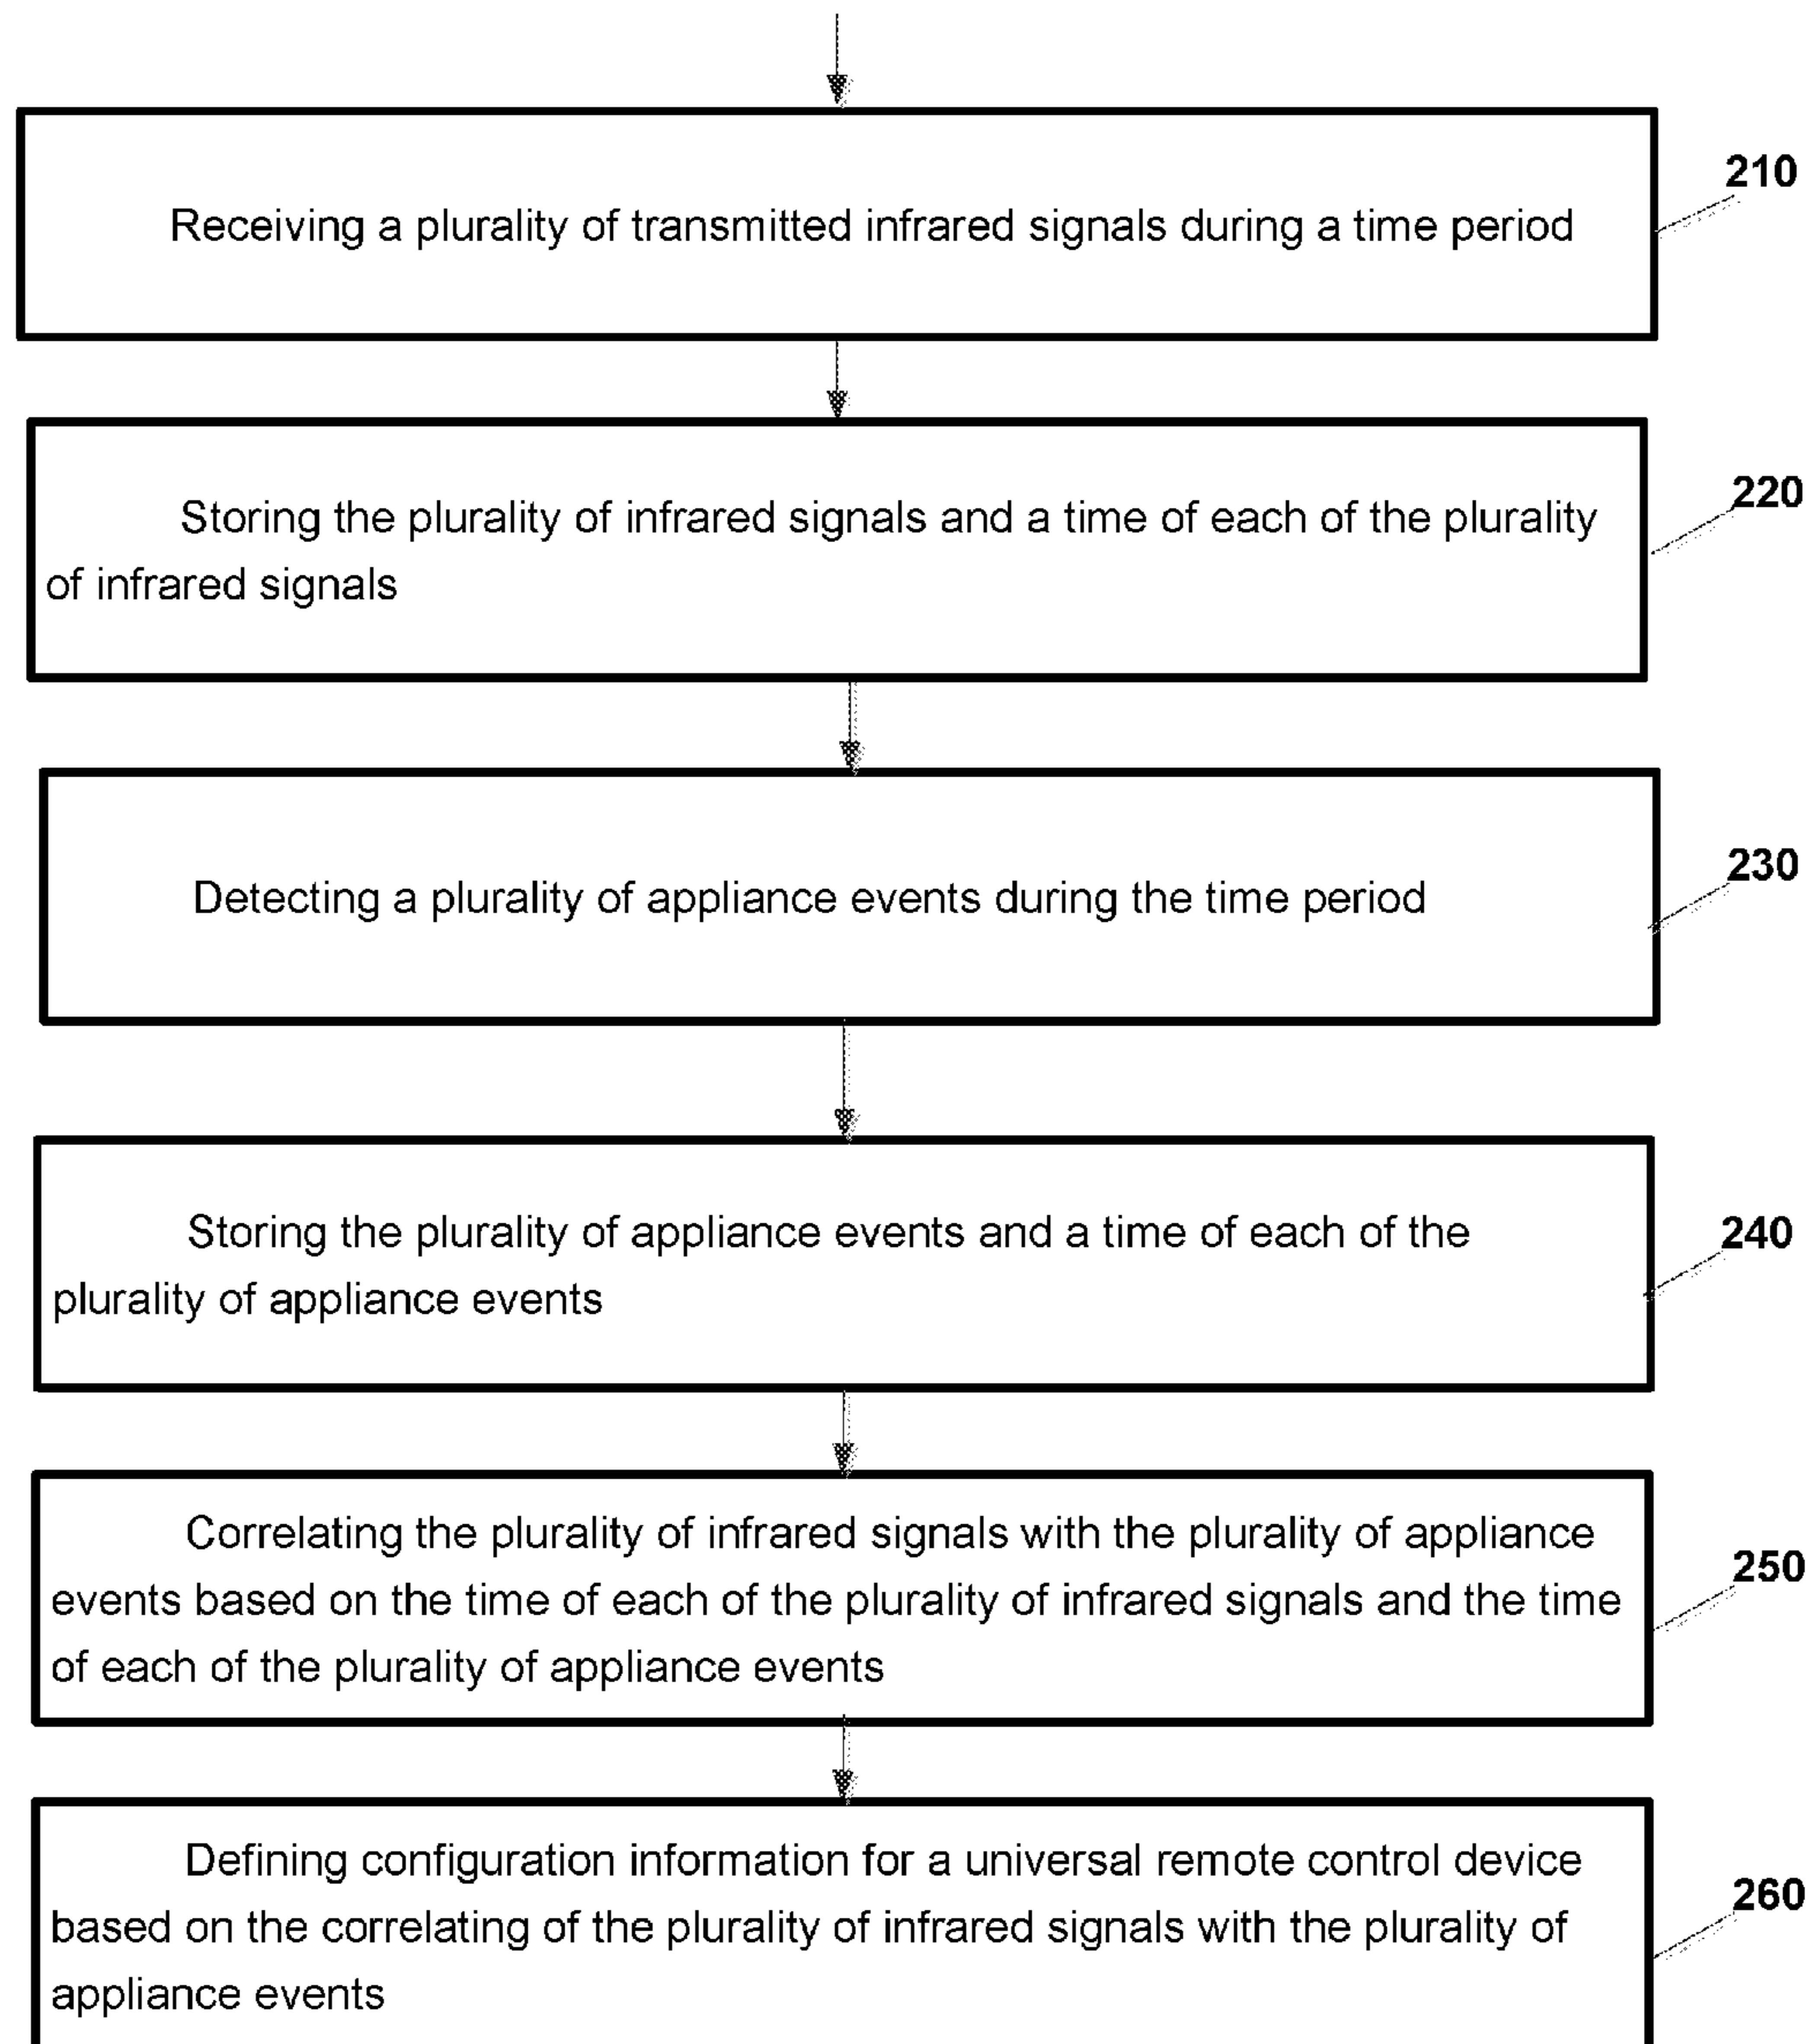 210
Receiving a plurality of transmitted infrared signals during a time period
220
Storing the plurality of infrared signals and a time of each of the plurality
of infrared signals
230
Detecting a plurality of appliance events during the time period
240
Storing the plurality of appliance events and a time of each of the
plurality of appliance events
Correlating the plurality of infrared signals with the plurality of appliance
250
events based on the time of each of the plurality of infrared signals and the time
of each of the plurality of appliance events
Defining configuration information for a universal remote control device
260
based on the correlating of the plurality of infrared signals with the plurality of
appliance events